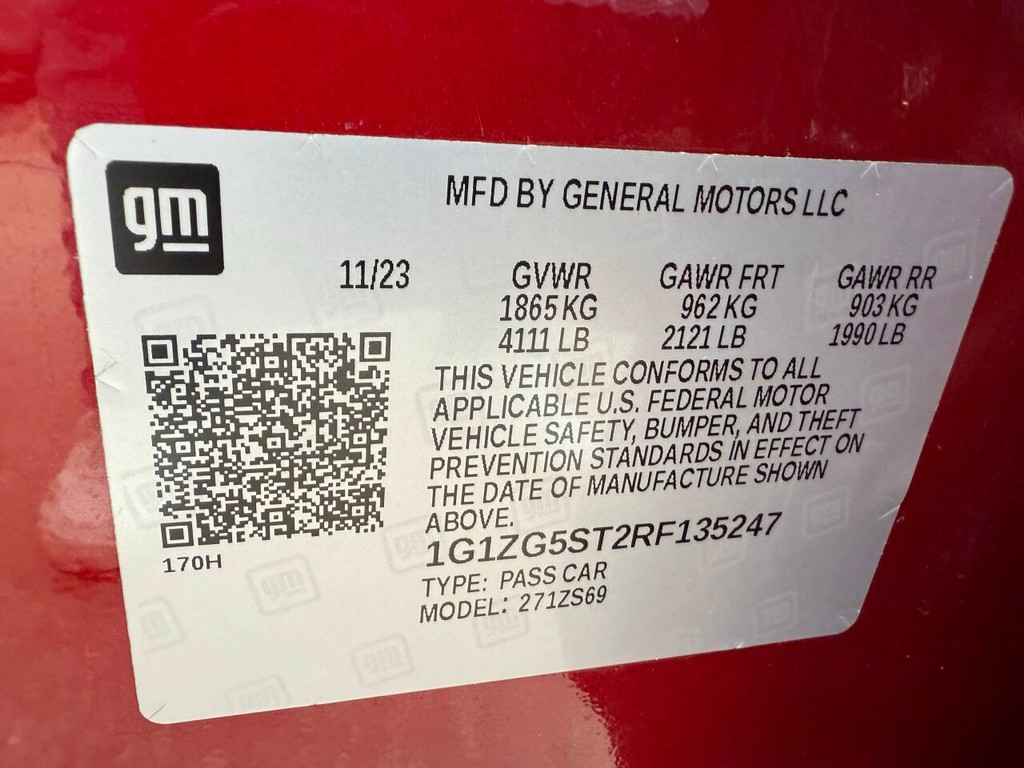 gm
MFD BY GENERAL MOTORS LLC
11/23 GVWR GAWR FRT GAWR RR
1865 KG 962 KG 903 KG
4111 LB 2121 LB 1990 LB
THIS VEHICLE CONFORMS TO ALL
APPLICABLE U.S. FEDERAL MOTOR
VEHICLE SAFETY, BUMPER, AND THEFT
PREVENTION STANDARDS IN EFFECT ON
THE DATE OF MANUFACTURE SHOWN
ABOVE.
170H
1G1ZG5ST2RF135247
TYPE: PASS CAR
MODEL: 271ZS69